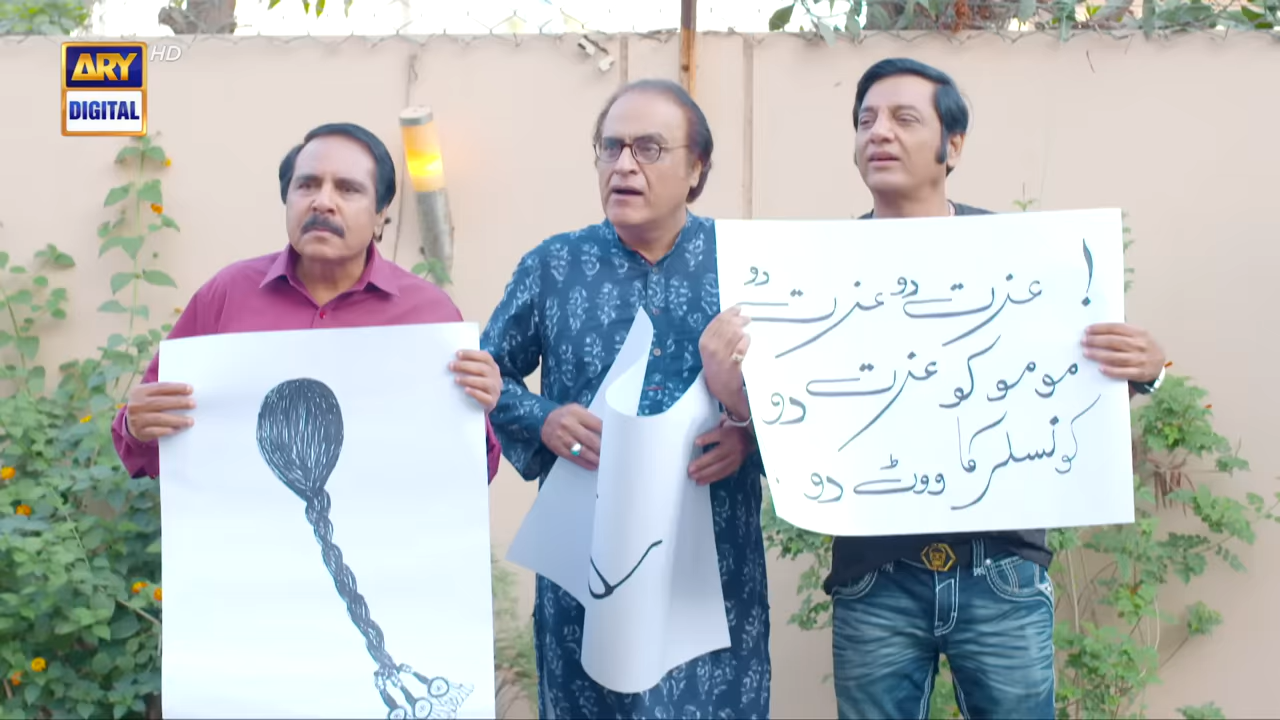 ARY
DIGITAL
HD
عزت دو عزت دو !
مومو کو عزت دو
کونسلر کا ووٹ دو